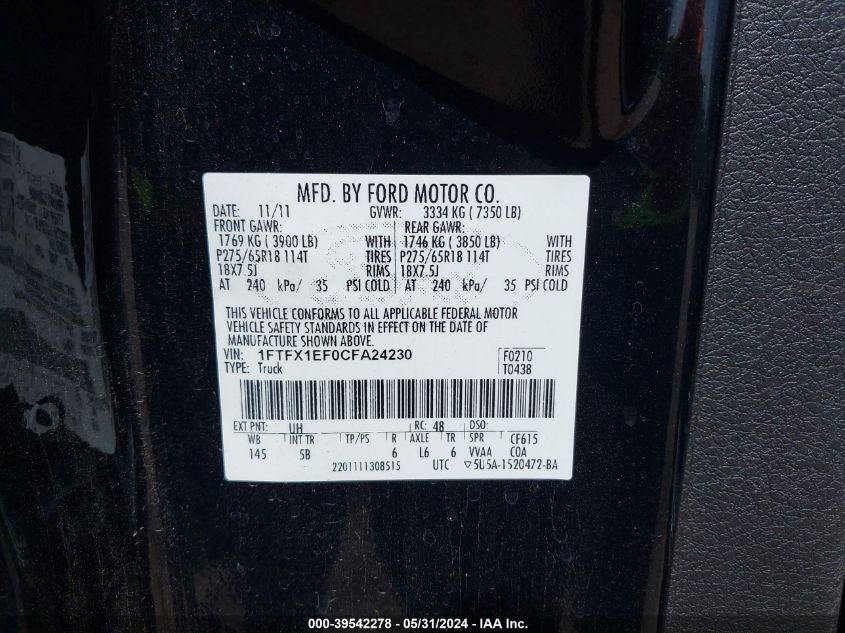 MFD. BY FORD MOTOR CO.
DATE: 11/11 GVWR: 3334 KG ( 7350 LB)
FRONT GAWR: REAR GAWR:
1769 KG ( 3900 LB) WITH 1746 KG ( 3850 LB) WITH
P275/65R18 114T TIRES P275/65R18 114T TIRES
18X7.5J RIMS 18X7.5J RIMS
AT 240 kPa/ 35 PSI COLD AT 240 kPa/ 35 PSI COLD
THIS VEHICLE CONFORMS TO ALL APPLICABLE FEDERAL MOTOR
VEHICLE SAFETY STANDARDS IN EFFECT ON THE DATE OF
MANUFACTURE SHOWN ABOVE.
VIN: 1FTFX1EF0CFA24230 F0210
TYPE: Truck T0438
EXT PNT: UH RC: 48 DSO:
WB INT TR TP/PS R AXLE TR SPR CF615
145 5B 6 L6 6 VVAA COA
2201111308515 UTC ▽5U5A-1520472-BA
000-39542278 - 05/31/2024 - IAA Inc.